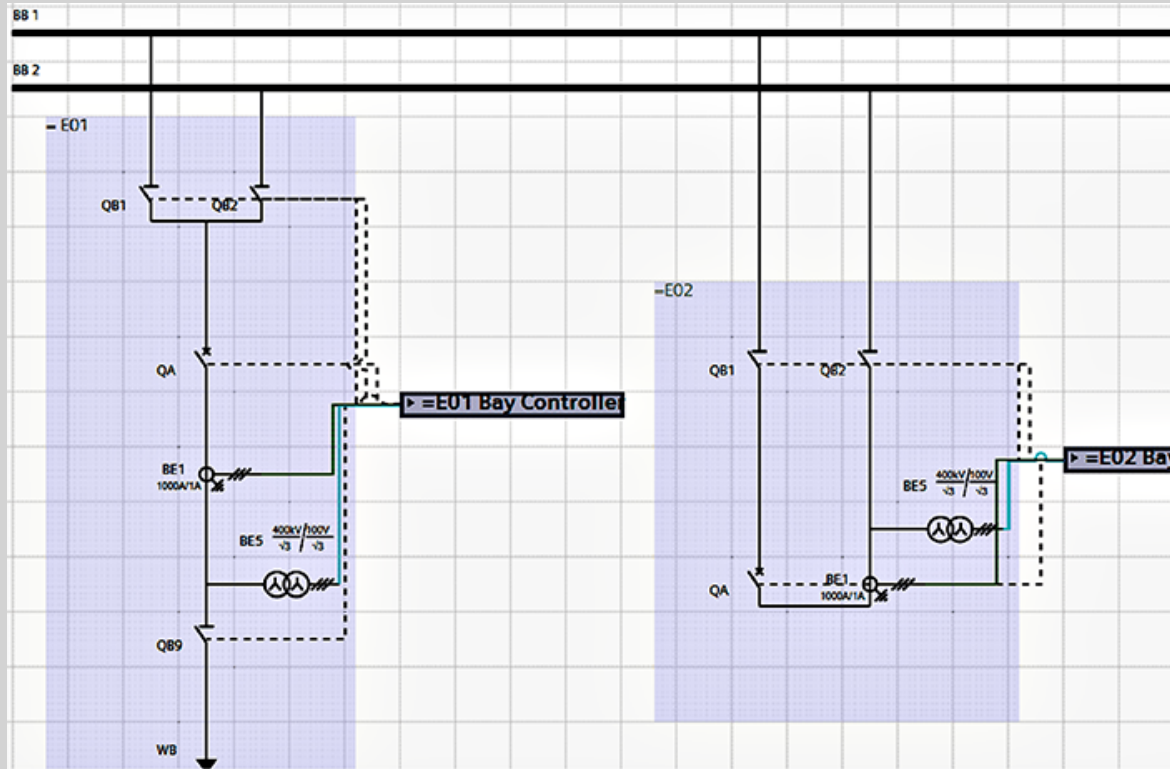 BB 1
BB 2
– E01
QB1
QB2
QA
=E01 Bay Controller
BE1
1000A/1A
BE5
400kV/100V
√3 √3
QB9
WB
=E02
QB1
QB2
=E02 Bay
BE5
400kV/100V
√3 √3
QA
BE1
1000A/1A